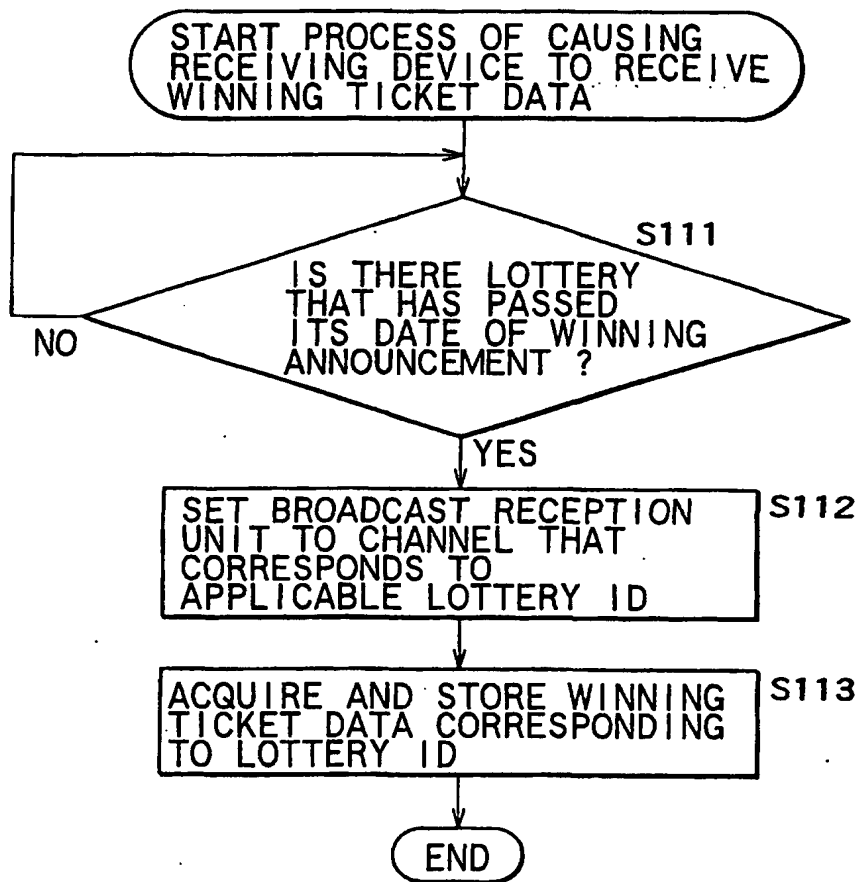 START PROCESS OF CAUSING
RECEIVING DEVICE TO RECEIVE
WINNING TICKET DATA
S111
IS THERE LOTTERY
THAT HAS PASSED
ITS DATE OF WINNING
ANNOUNCEMENT ?
NO
YES
SET BROADCAST RECEPTION
UNIT TO CHANNEL THAT
CORRESPONDS TO
APPLICABLE LOTTERY ID
S112
ACQUIRE AND STORE WINNING
TICKET DATA CORRESPONDING
TO LOTTERY ID
S113
END